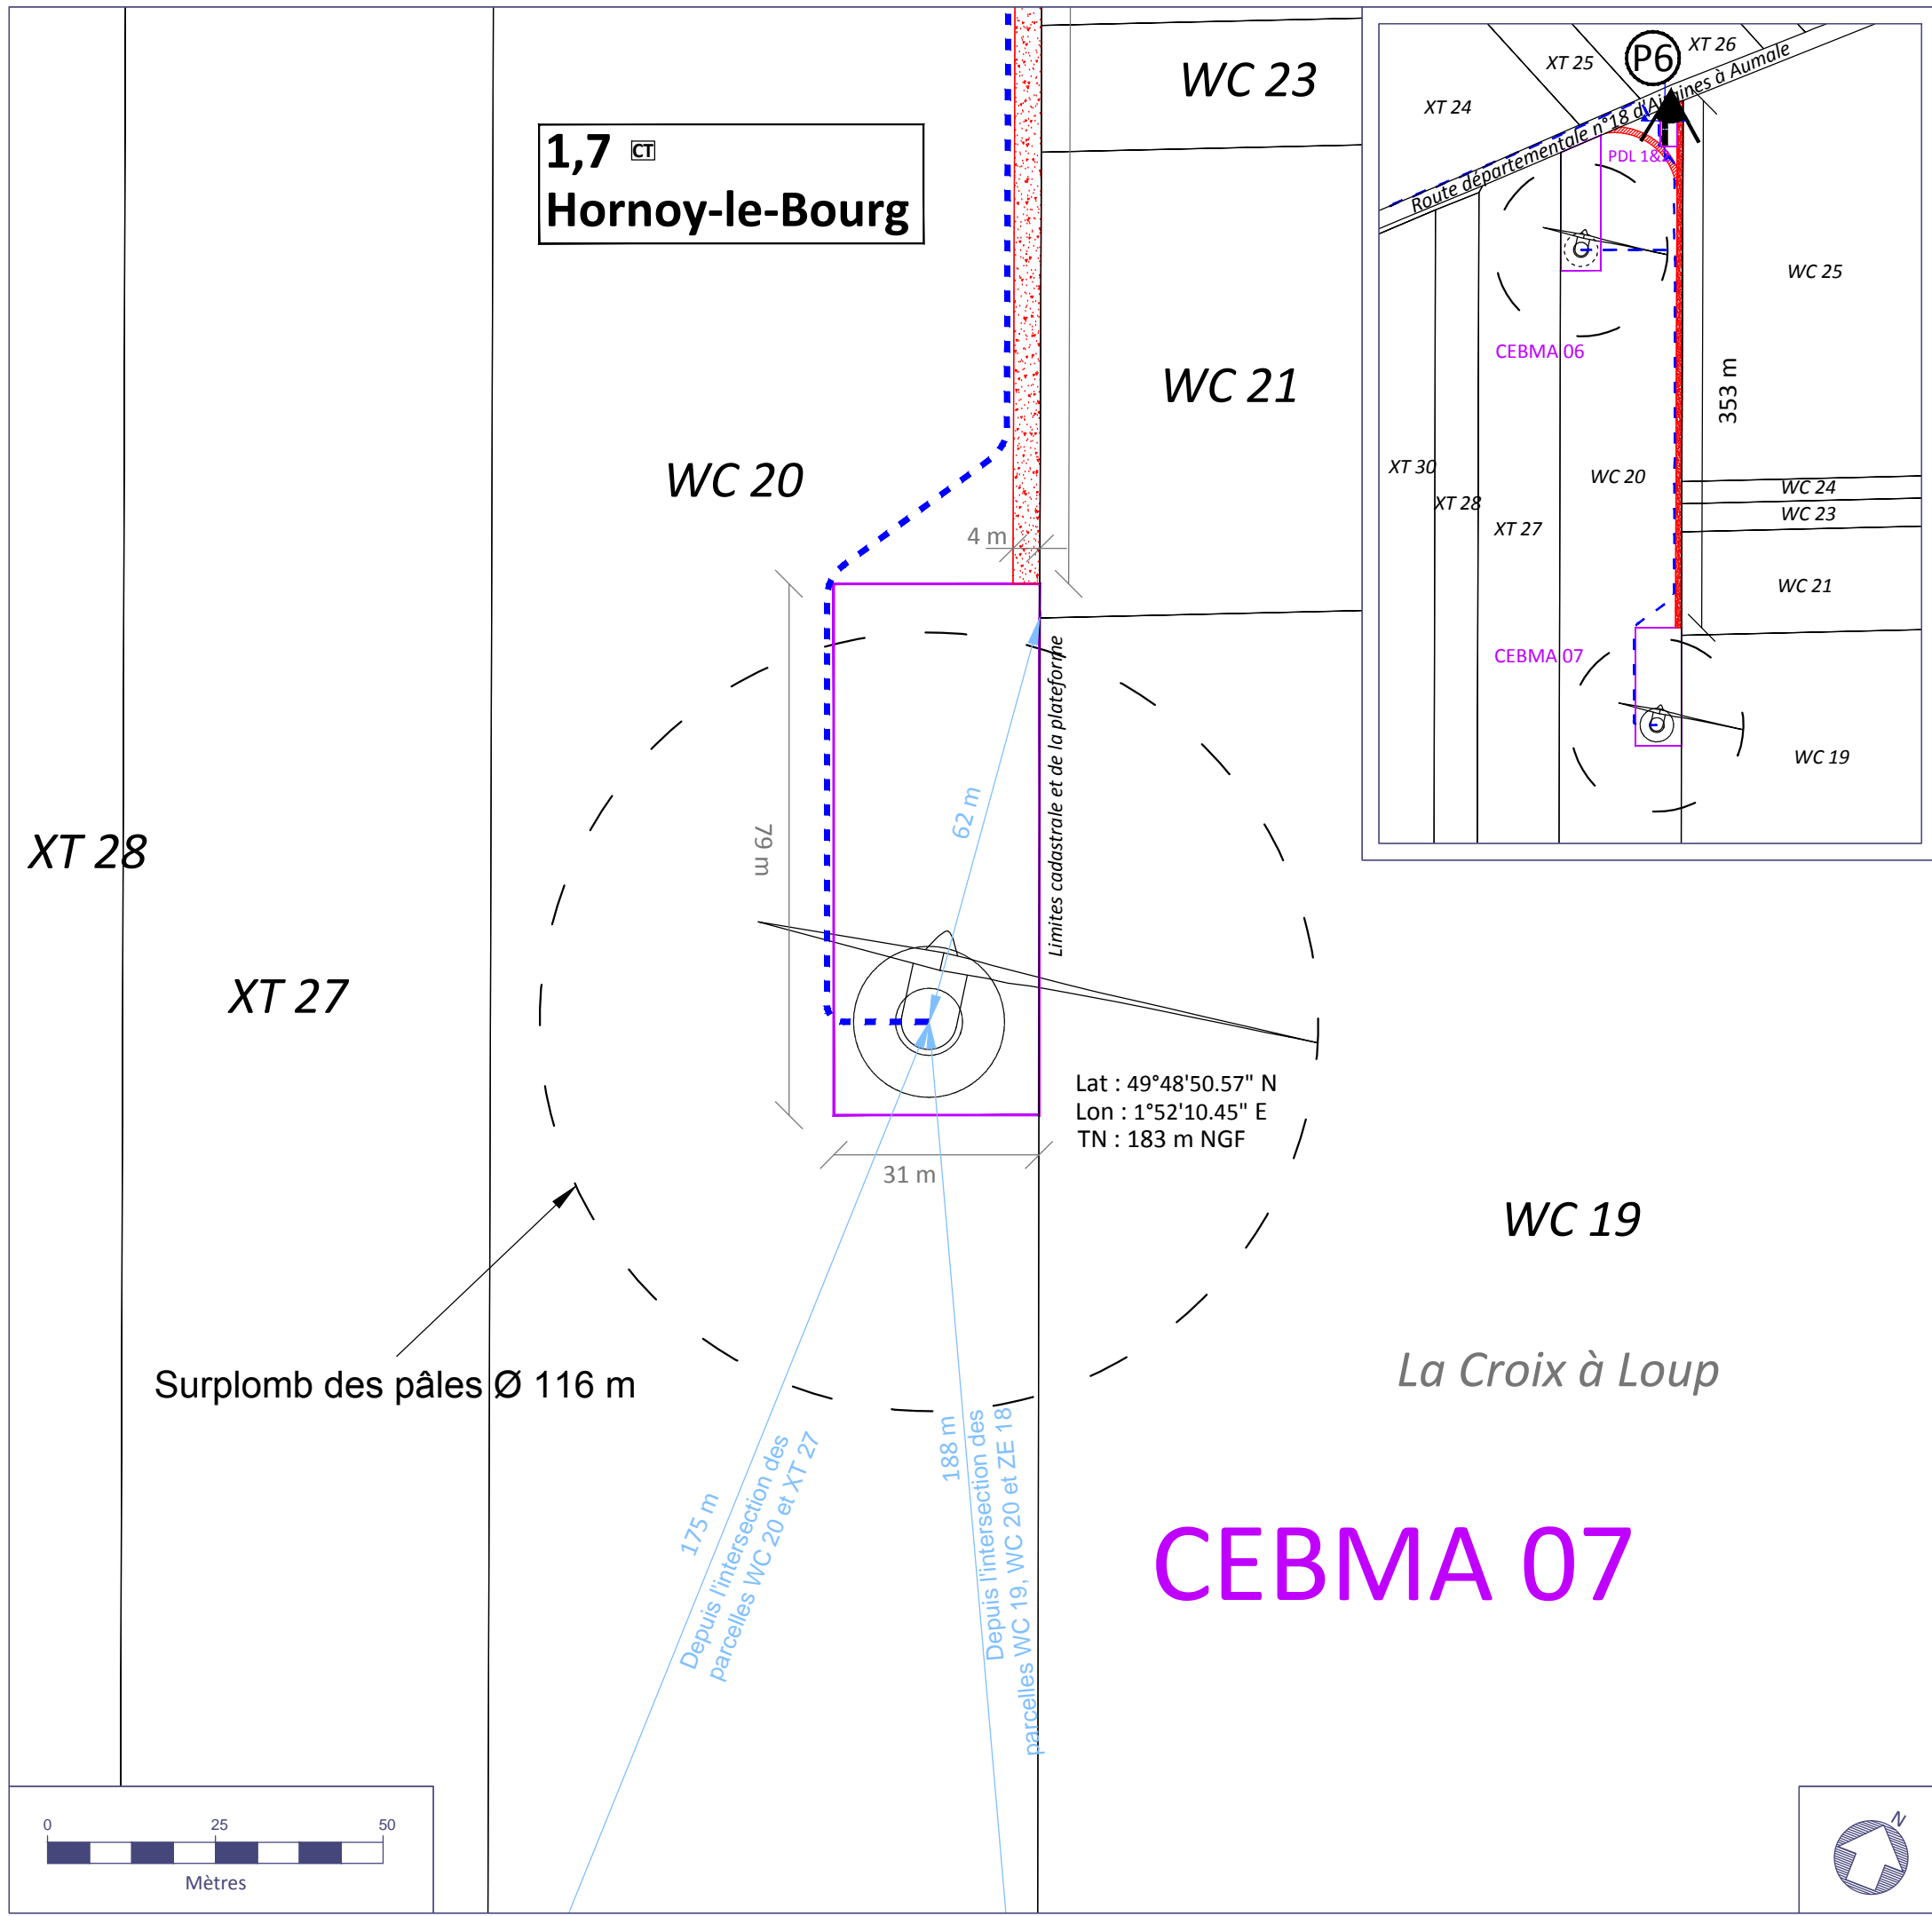 1,7 CT
Hornoy-le-Bourg
WC 23
WC 21
WC 20
4 m
XT 28
XT 27
79 m
62 m
Limites cadastrale et de la plateforme
31 m
Lat : 49°48'50.57" N
Lon : 1°52'10.45" E
TN : 183 m NGF
WC 19
La Croix à Loup
Surplomb des pâles Ø 116 m
175 m
Depuis l'intersection des
parcelles WC 20 et XT 27
188 m
Depuis l'intersection des
parcelles WC 19, WC 20 et ZE 18
CEBMA 07
0 25 50
Mètres
N
P6
XT 26
XT 25
XT 24
Route départementale n°18 d'Airaines à Aumale
PDL 1&
WC 25
CEBMA 06
353 m
XT 30
XT 28
XT 27
WC 20
WC 24
WC 23
WC 21
CEBMA 07
WC 19